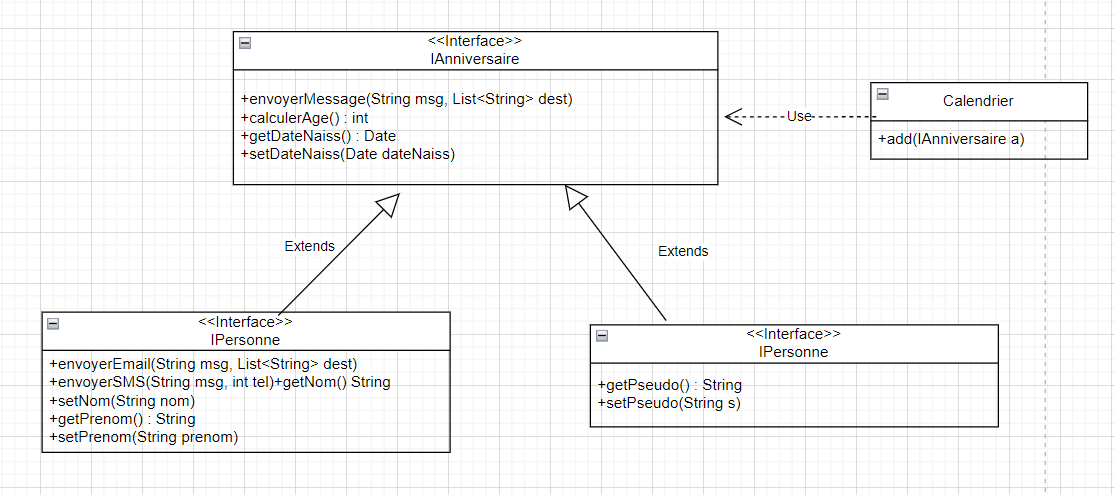 <<Interface>>
IAnniversaire
+envoyerMessage(String msg, List<String> dest)
+calculerAge() : int
+getDateNaiss() : Date
+setDateNaiss(Date dateNaiss)
Use
Calendrier
+add(IAnniversaire a)
Extends
Extends
<<Interface>>
IPersonne
+envoyerEmail(String msg, List<String> dest)
+envoyerSMS(String msg, int tel)+getNom() String
+setNom(String nom)
+getPrenom() : String
+setPrenom(String prenom)
<<Interface>>
IPersonne
+getPseudo() : String
+setPseudo(String s)